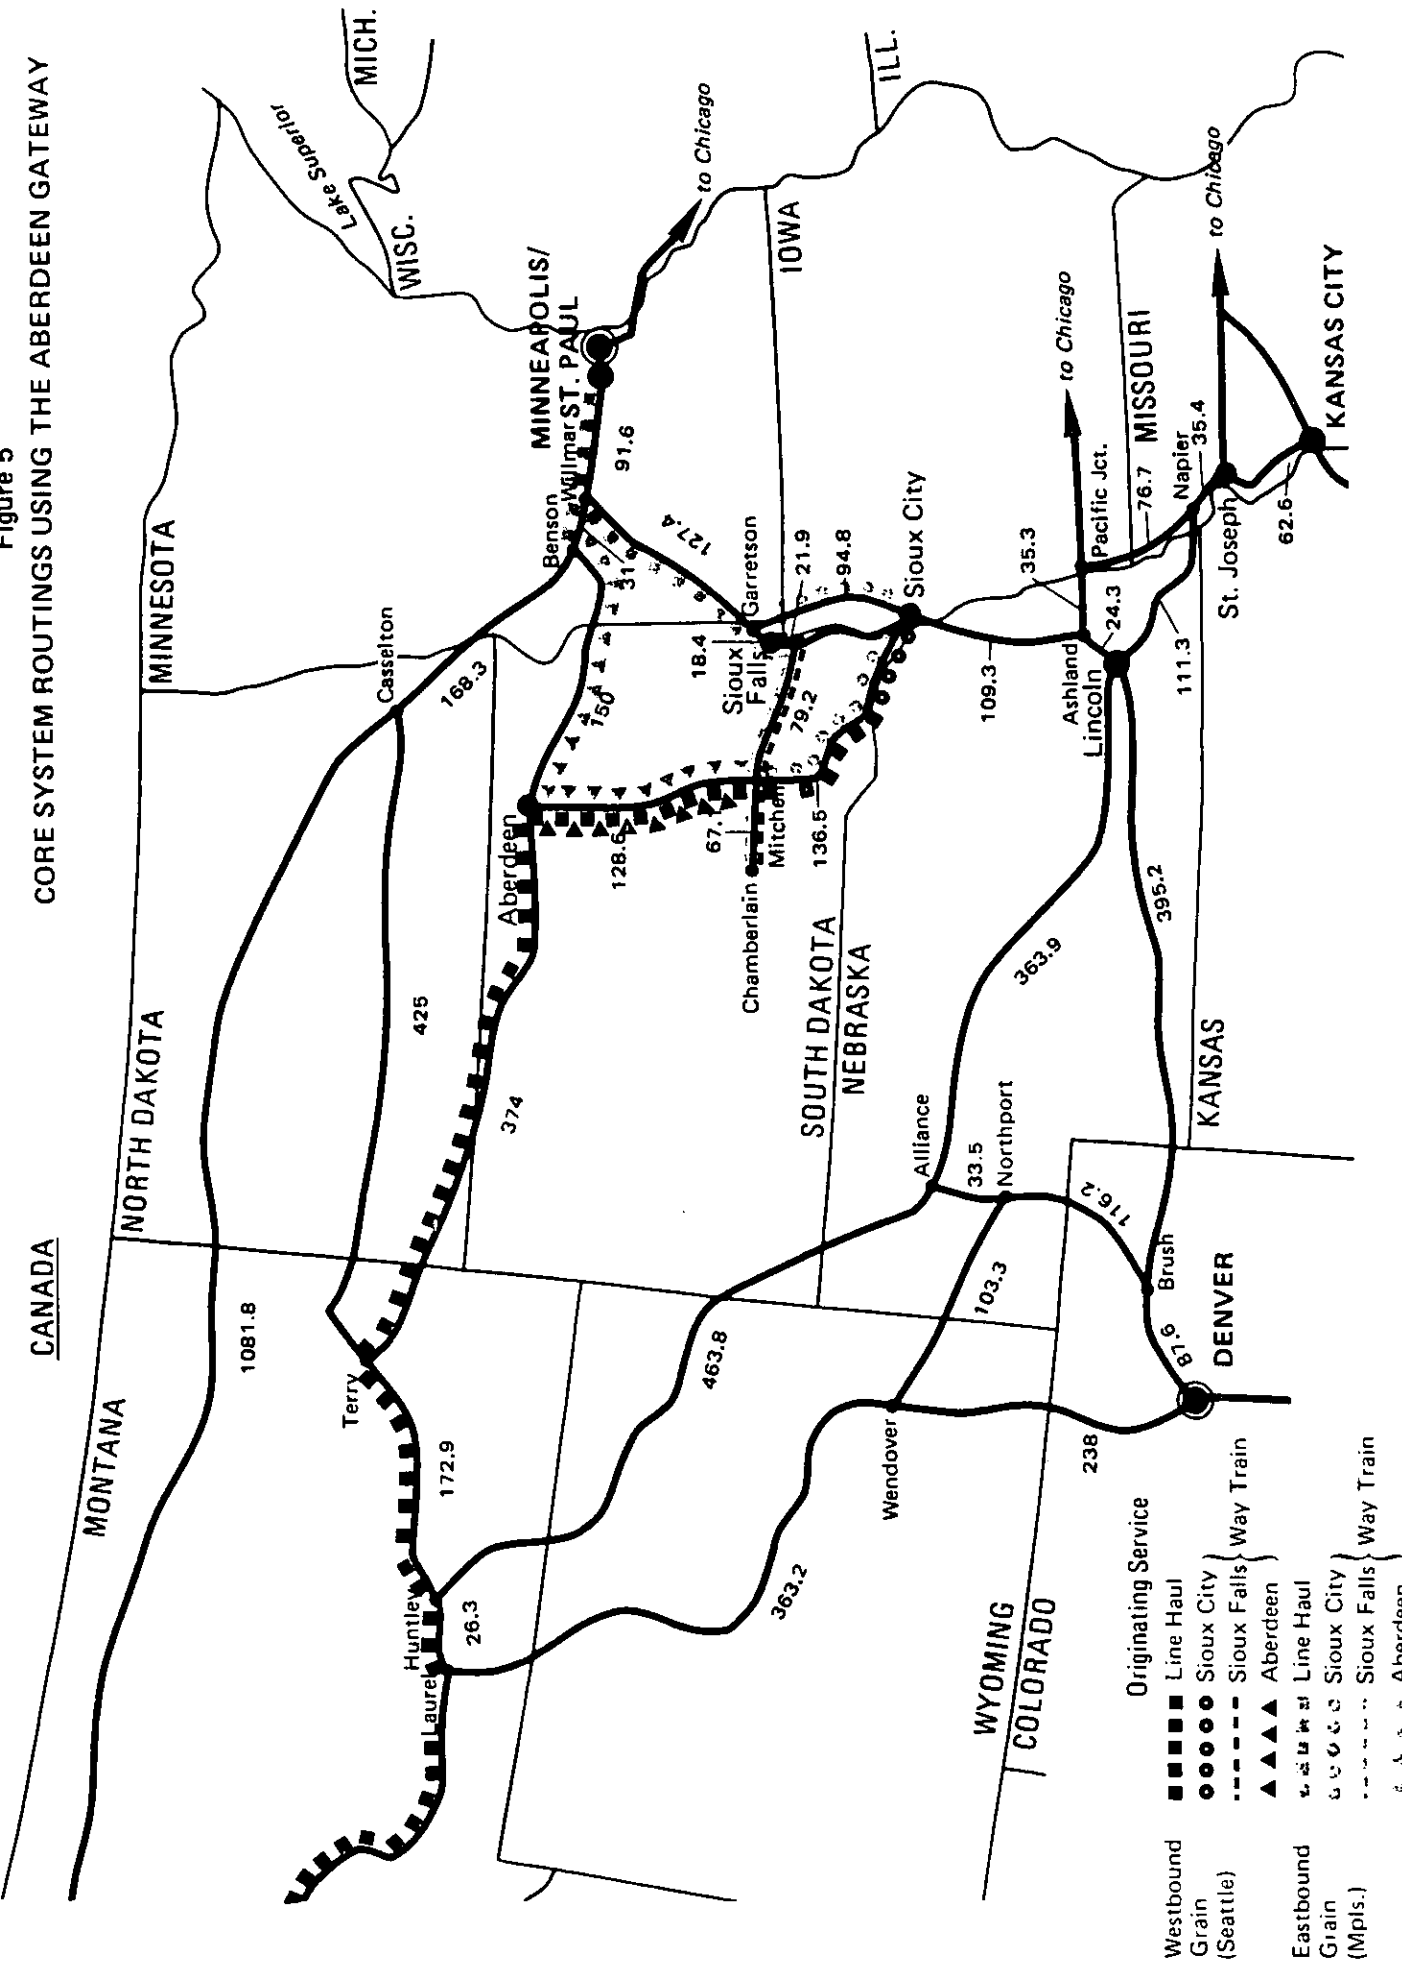 Figure 5
CORE SYSTEM ROUTINGS USING THE ABERDEEN GATEWAY
CANADA
MONTANA
NORTH DAKOTA
MINNESOTA
Lake Superior
MICH.
WISC.
1081.8
425
168.3
Casselton
Terry
172.9
374
Huntley
26.3
Laurel
Aberdeen
150
Benson
31
Willmar
MINNEAPOLIS/
ST. PAUL
91.6
to Chicago
127.4
Garretson
18.4
Sioux
Falls
21.9
94.8
79.2
128.6
67.
Chamberlain
136.5
SOUTH DAKOTA
NEBRASKA
IOWA
ILL.
Sioux City
463.8
363.2
Wendover
Alliance
33.5
Northport
103.3
116.2
363.9
109.3
35.3
to Chicago
Pacific Jct.
Ashland
24.3
Lincoln
76.7
MISSOURI
Napier
35.4
to Chicago
111.3
St. Joseph
62.6
KANSAS CITY
395.2
KANSAS
Brush
87.6
DENVER
238
WYOMING
COLORADO
Originating Service
Westbound
Grain
(Seattle)
Line Haul
Sioux City
Sioux Falls
Way Train
Aberdeen
Eastbound
Grain
(Mpls.)
Line Haul
Sioux City
Sioux Falls
Way Train
Aberdeen